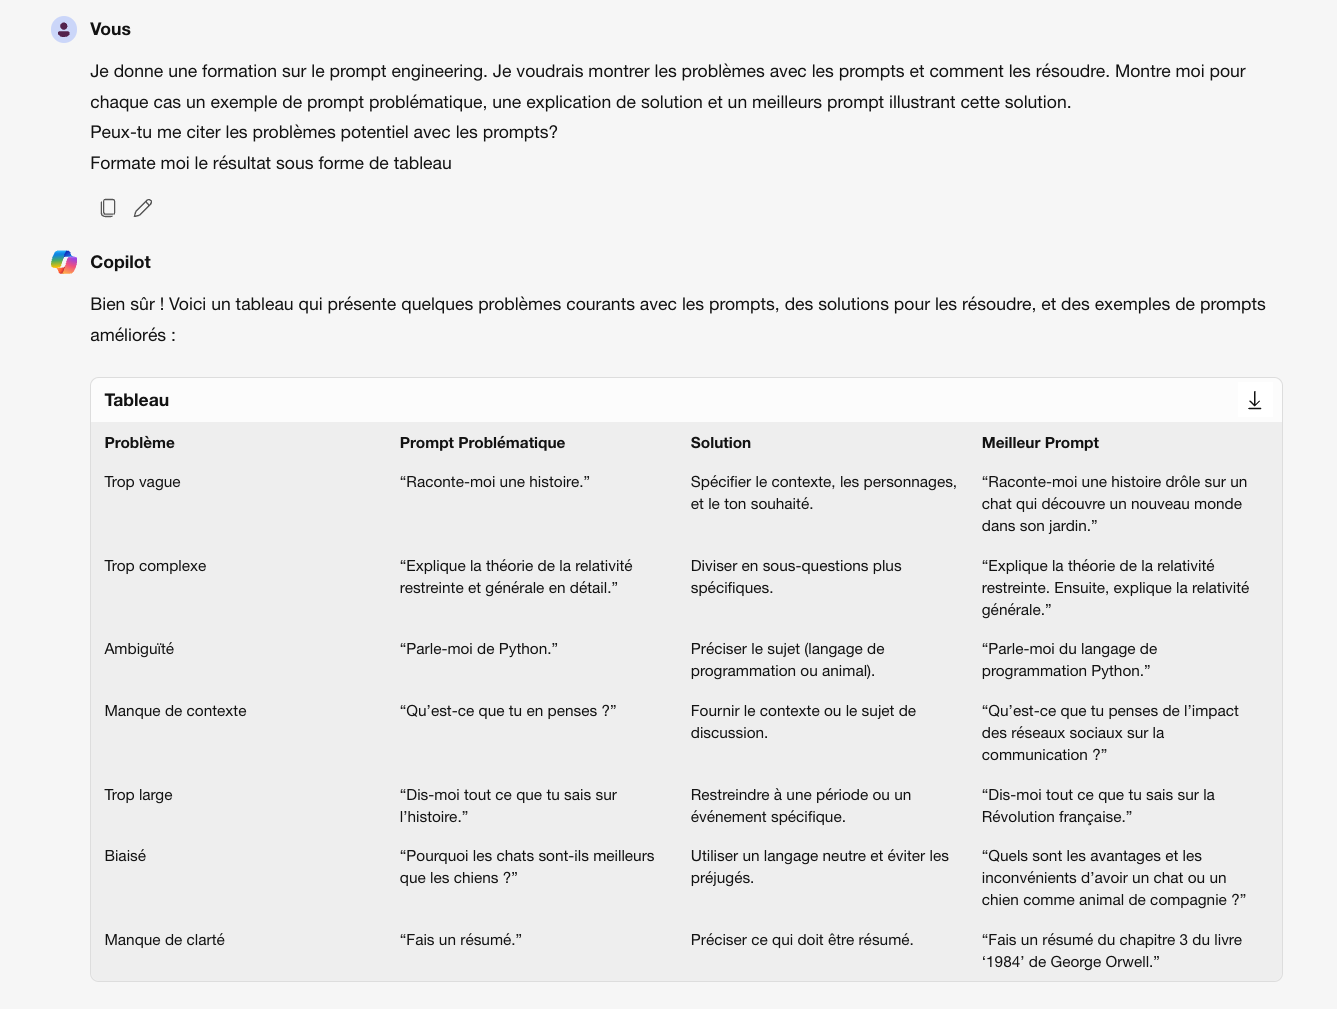 Vous
Je donne une formation sur le prompt engineering. Je voudrais montrer les problèmes avec les prompts et comment les résoudre. Montre moi pour
chaque cas un exemple de prompt problématique, une explication de solution et un meilleurs prompt illustrant cette solution.
Peux-tu me citer les problèmes potentiel avec les prompts?
Formate moi le résultat sous forme de tableau
Copilot
Bien sûr ! Voici un tableau qui présente quelques problèmes courants avec les prompts, des solutions pour les résoudre, et des exemples de prompts
améliorés :
Tableau
Problème
Prompt Problématique
Solution
Meilleur Prompt
Trop vague
“Raconte-moi une histoire.”
Spécifier le contexte, les personnages,
et le ton souhaité.
“Raconte-moi une histoire drôle sur un
chat qui découvre un nouveau monde
dans son jardin.”
Trop complexe
“Explique la théorie de la relativité
restreinte et générale en détail.”
Diviser en sous-questions plus
spécifiques.
“Explique la théorie de la relativité
restreinte. Ensuite, explique la relativité
générale.”
Ambiguïté
“Parle-moi de Python.”
Préciser le sujet (langage de
programmation ou animal).
“Parle-moi du langage de
programmation Python.”
Manque de contexte
“Qu’est-ce que tu en penses ?”
Fournir le contexte ou le sujet de
discussion.
“Qu’est-ce que tu penses de l’impact
des réseaux sociaux sur la
communication ?”
Trop large
“Dis-moi tout ce que tu sais sur
l’histoire.”
Restreindre à une période ou un
événement spécifique.
“Dis-moi tout ce que tu sais sur la
Révolution française.”
Biaisé
“Pourquoi les chats sont-ils meilleurs
que les chiens ?”
Utiliser un langage neutre et éviter les
préjugés.
“Quels sont les avantages et les
inconvénients d’avoir un chat ou un
chien comme animal de compagnie ?”
Manque de clarté
“Fais un résumé.”
Préciser ce qui doit être résumé.
“Fais un résumé du chapitre 3 du livre
‘1984’ de George Orwell.”